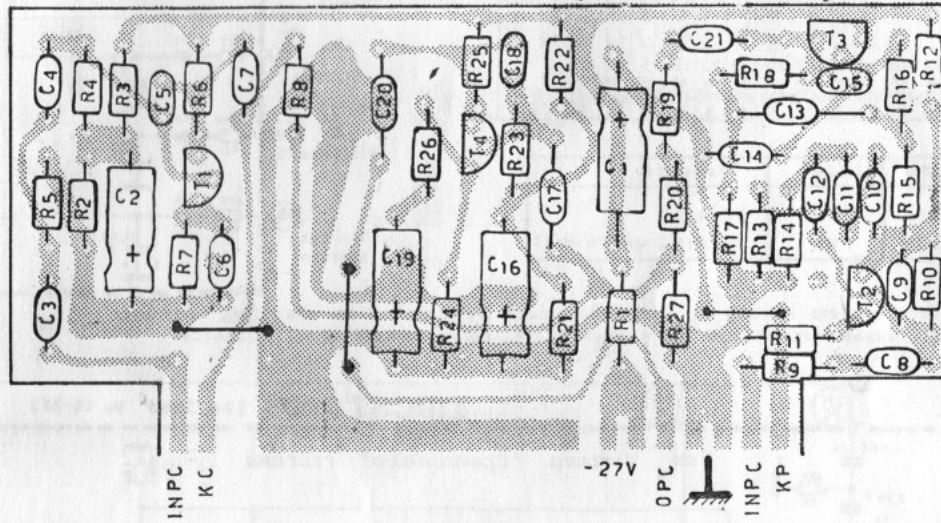 C4
R4
R3
C5
R6
C7
R8
C20
R25
C18
R22
C21
T3
R18
C15
R16
R12
C13
R19
C1
R26
T4
R23
C14
R5
R2
C2
T1
C17
R20
C12
C11
C10
R15
R17
R13
R14
R7
C6
C3
C19
C16
R24
R21
R1
R27
T2
C9
R10
R11
R9
C8
INPC
KC
-27V
OPC
INPC
KP